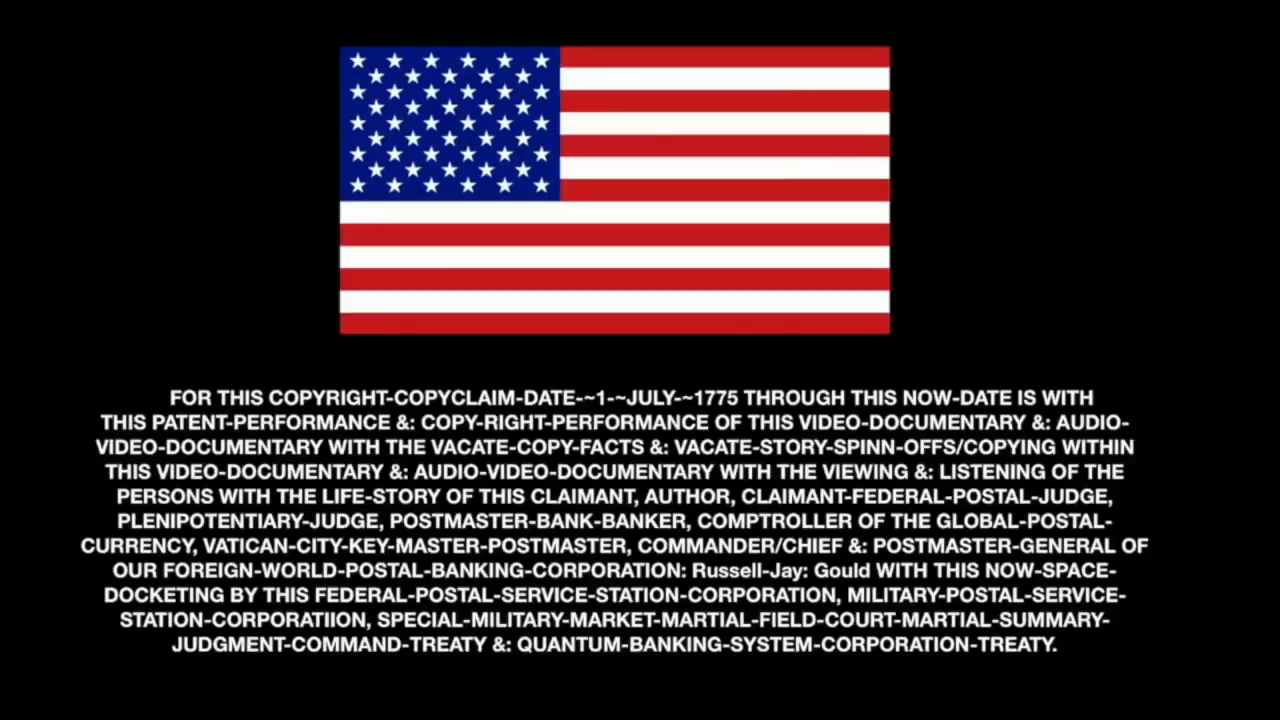 FOR THIS COPYRIGHT-COPYCLAIM-DATE-~1-~JULY-~1775 THROUGH THIS NOW-DATE IS WITH
THIS PATENT-PERFORMANCE &: COPY-RIGHT-PERFORMANCE OF THIS VIDEO-DOCUMENTARY &: AUDIO-
VIDEO-DOCUMENTARY WITH THE VACATE-COPY-FACTS &: VACATE-STORY-SPINN-OFFS/COPYING WITHIN
THIS VIDEO-DOCUMENTARY &: AUDIO-VIDEO-DOCUMENTARY WITH THE VIEWING &: LISTENING OF THE
PERSONS WITH THE LIFE-STORY OF THIS CLAIMANT, AUTHOR, CLAIMANT-FEDERAL-POSTAL-JUDGE,
PLENIPOTENTIARY-JUDGE, POSTMASTER-BANK-BANKER, COMPTROLLER OF THE GLOBAL-POSTAL-
CURRENCY, VATICAN-CITY-KEY-MASTER-POSTMASTER, COMMANDER/CHIEF &: POSTMASTER-GENERAL OF
OUR FOREIGN-WORLD-POSTAL-BANKING-CORPORATION: Russell-Jay: Gould WITH THIS NOW-SPACE-
DOCKETING BY THIS FEDERAL-POSTAL-SERVICE-STATION-CORPORATION, MILITARY-POSTAL-SERVICE-
STATION-CORPORATIION, SPECIAL-MILITARY-MARKET-MARTIAL-FIELD-COURT-MARTIAL-SUMMARY-
JUDGMENT-COMMAND-TREATY &: QUANTUM-BANKING-SYSTEM-CORPORATION-TREATY.